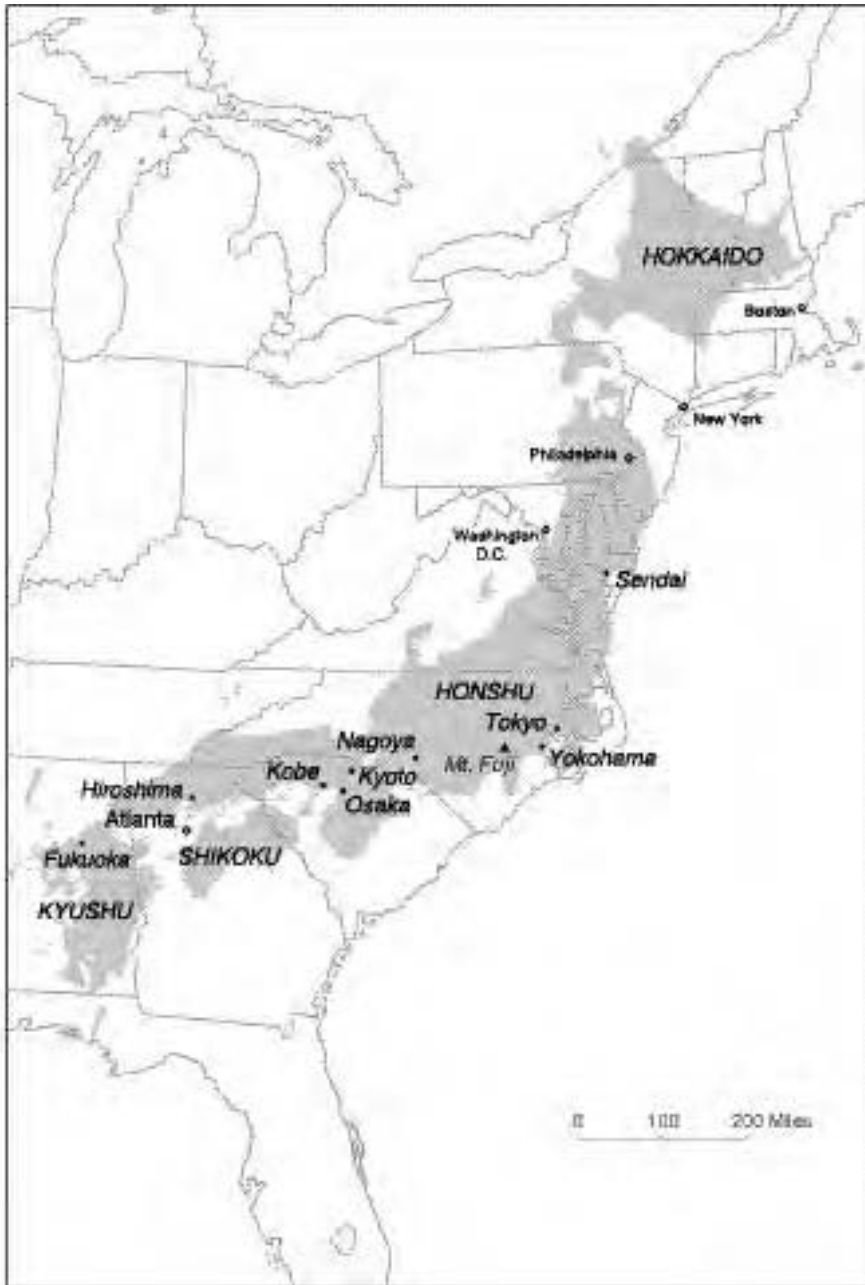 HOKKAIDO
Boston
New York
Philadelphia
Washington
D.C.
Sendai
HONSHU
Tokyo
Nagoya
Mt. Fuji
Yokohama
Kobe
Kyoto
Hiroshima
Osaka
Atlanta
Fukuoka
SHIKOKU
KYUSHU
0 100 200 Miles